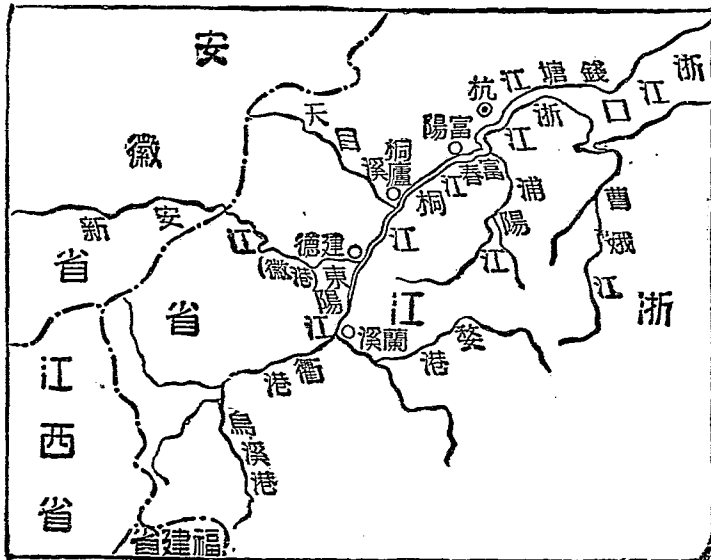 安徽省
浙江省
江西省
福建省
錢塘江
浙江口
杭
富陽
浙江
富春江
桐江
桐廬
天目溪
浦陽江
曹娥江
新安江
(徽港
建德
東陽江
蘭溪
婺港
衢港
烏溪港